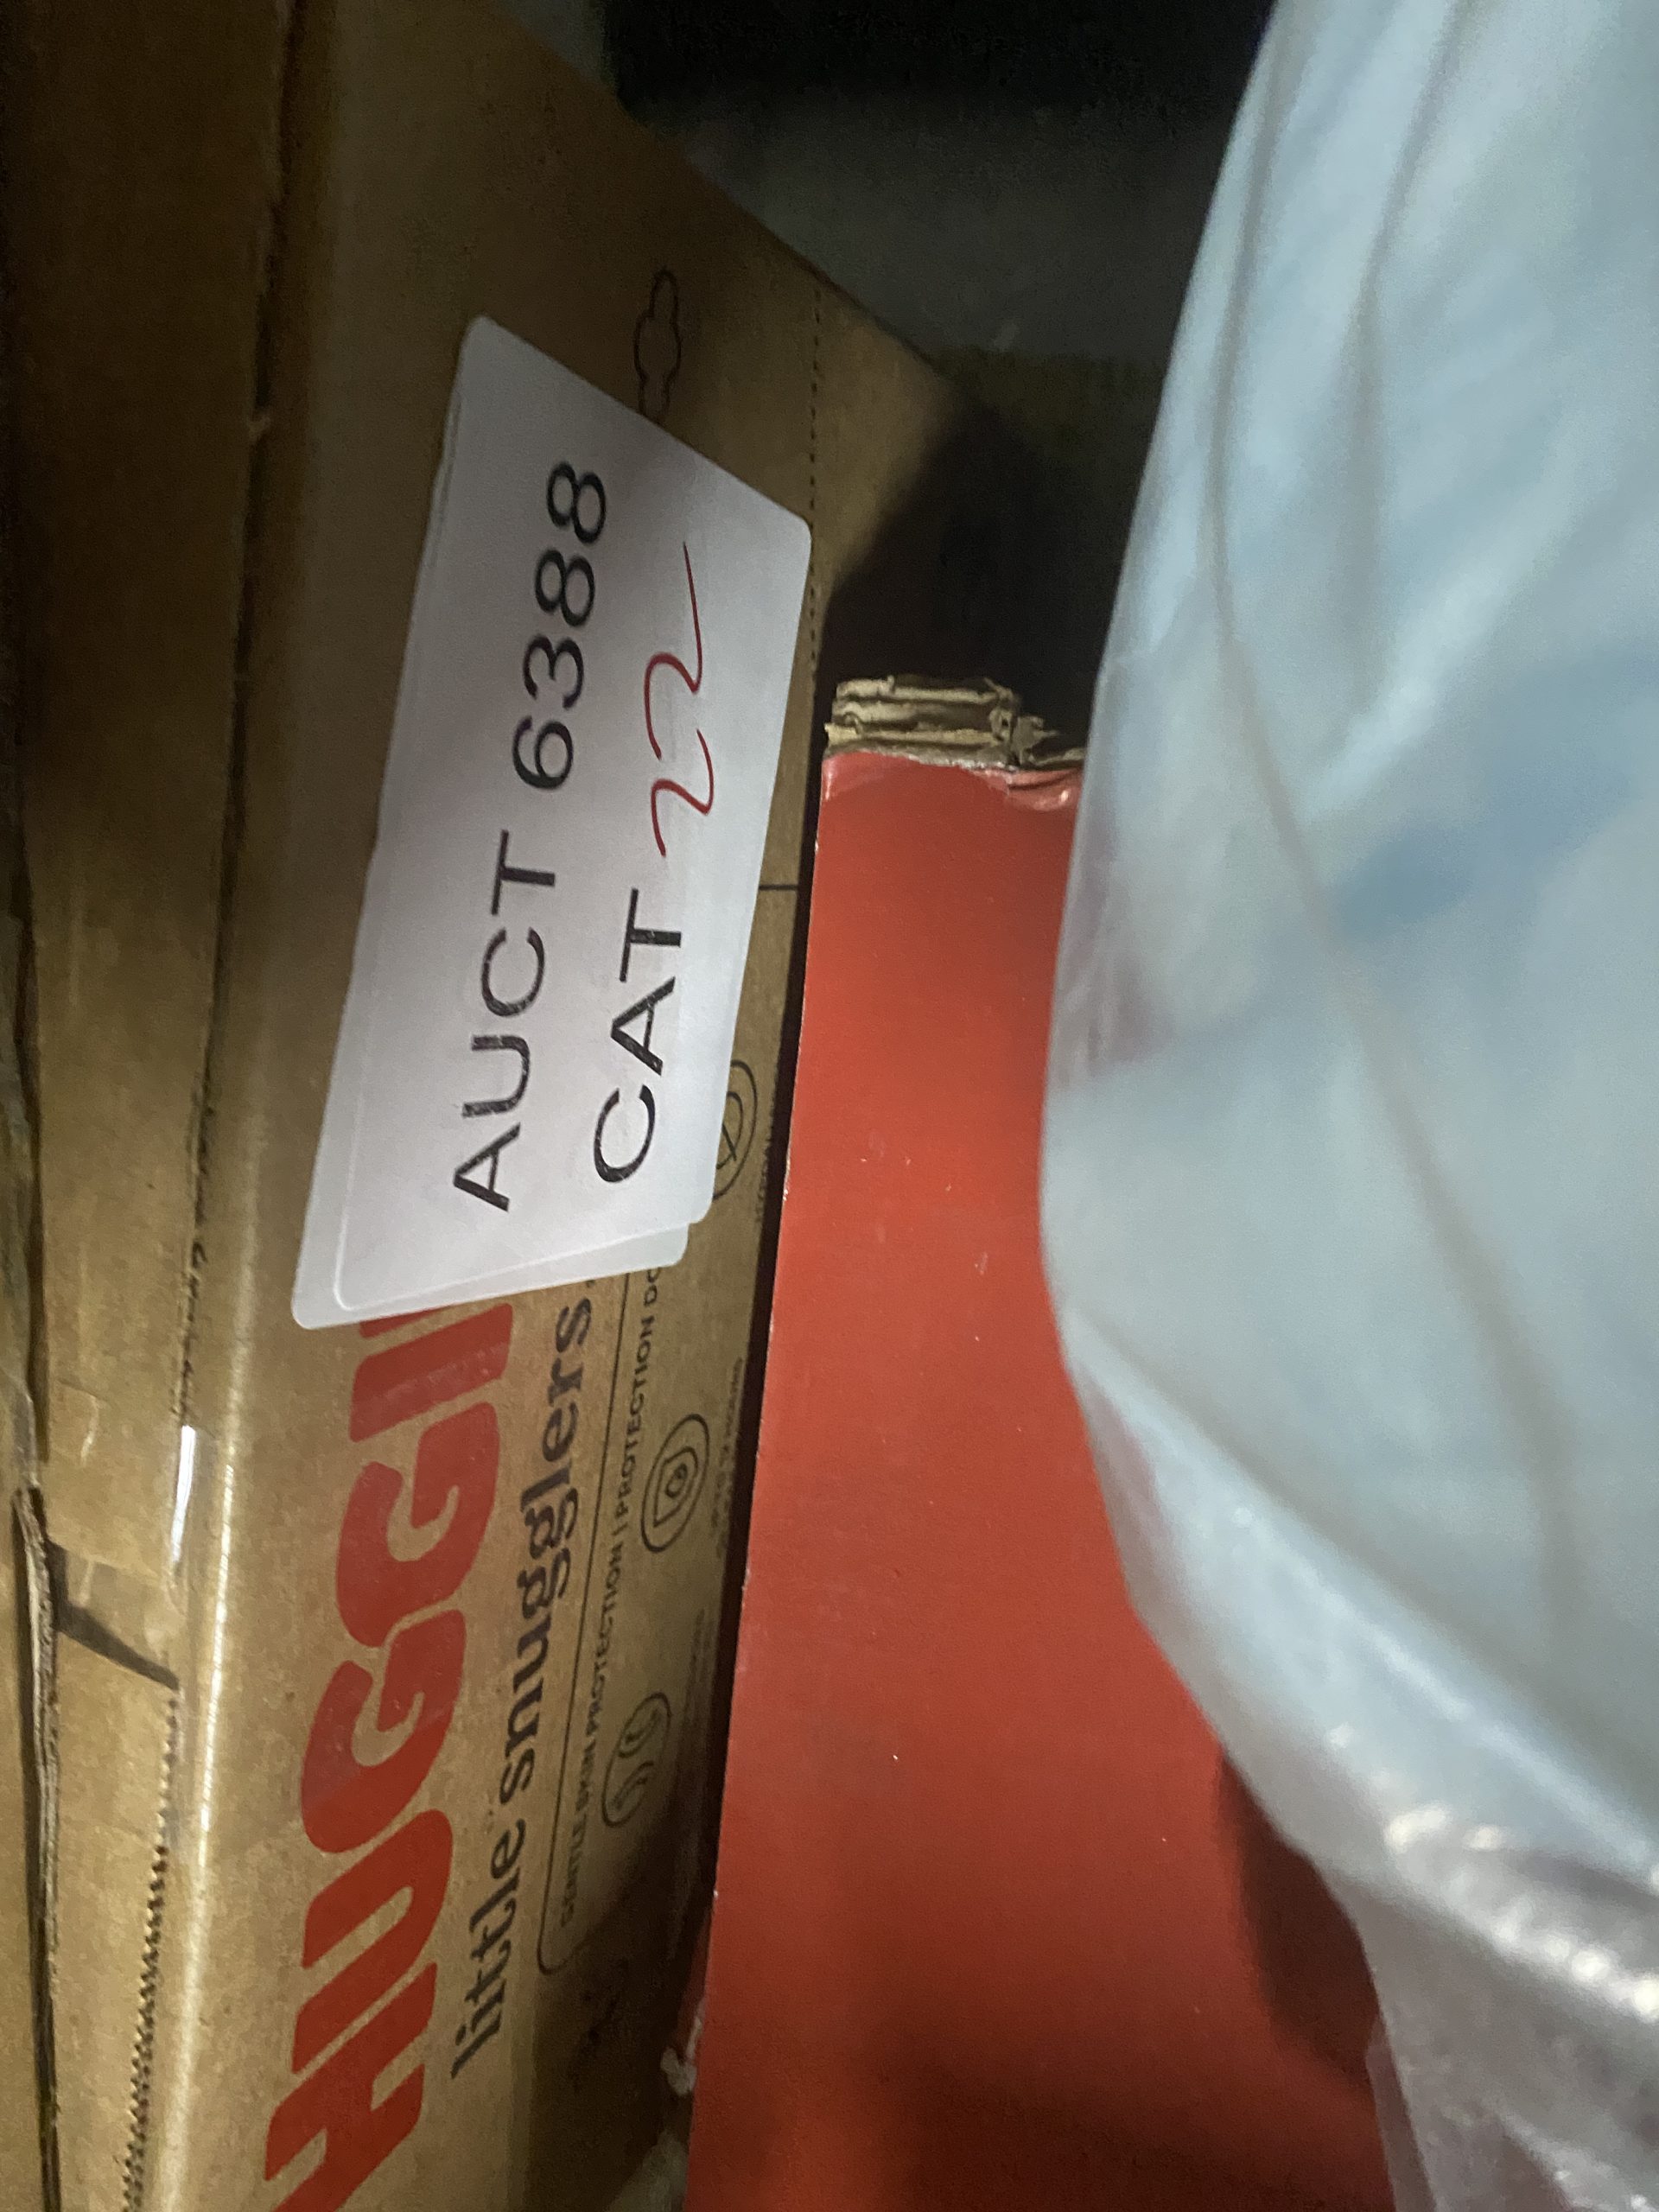 AUCT 6388
CAT 22
HUGGI
little snugglers
GENTLE SKIN PROTECTION / PROTECTION DO